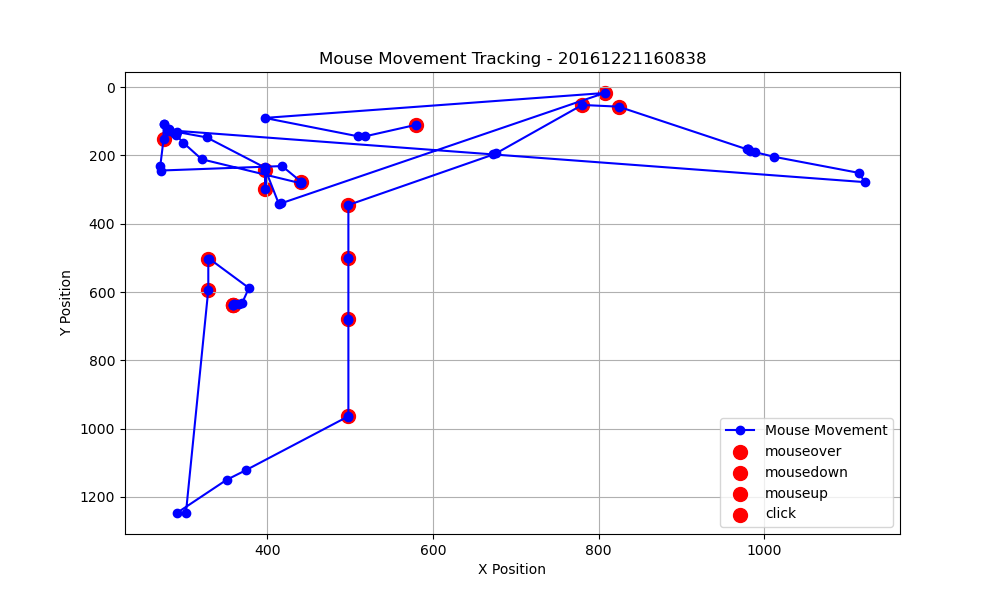 Mouse Movement Tracking - 20161221160838
0
200
400
600
800
1000
1200
Y Position
400
600
800
1000
X Position
Mouse Movement
mouseover
mousedown
mouseup
click